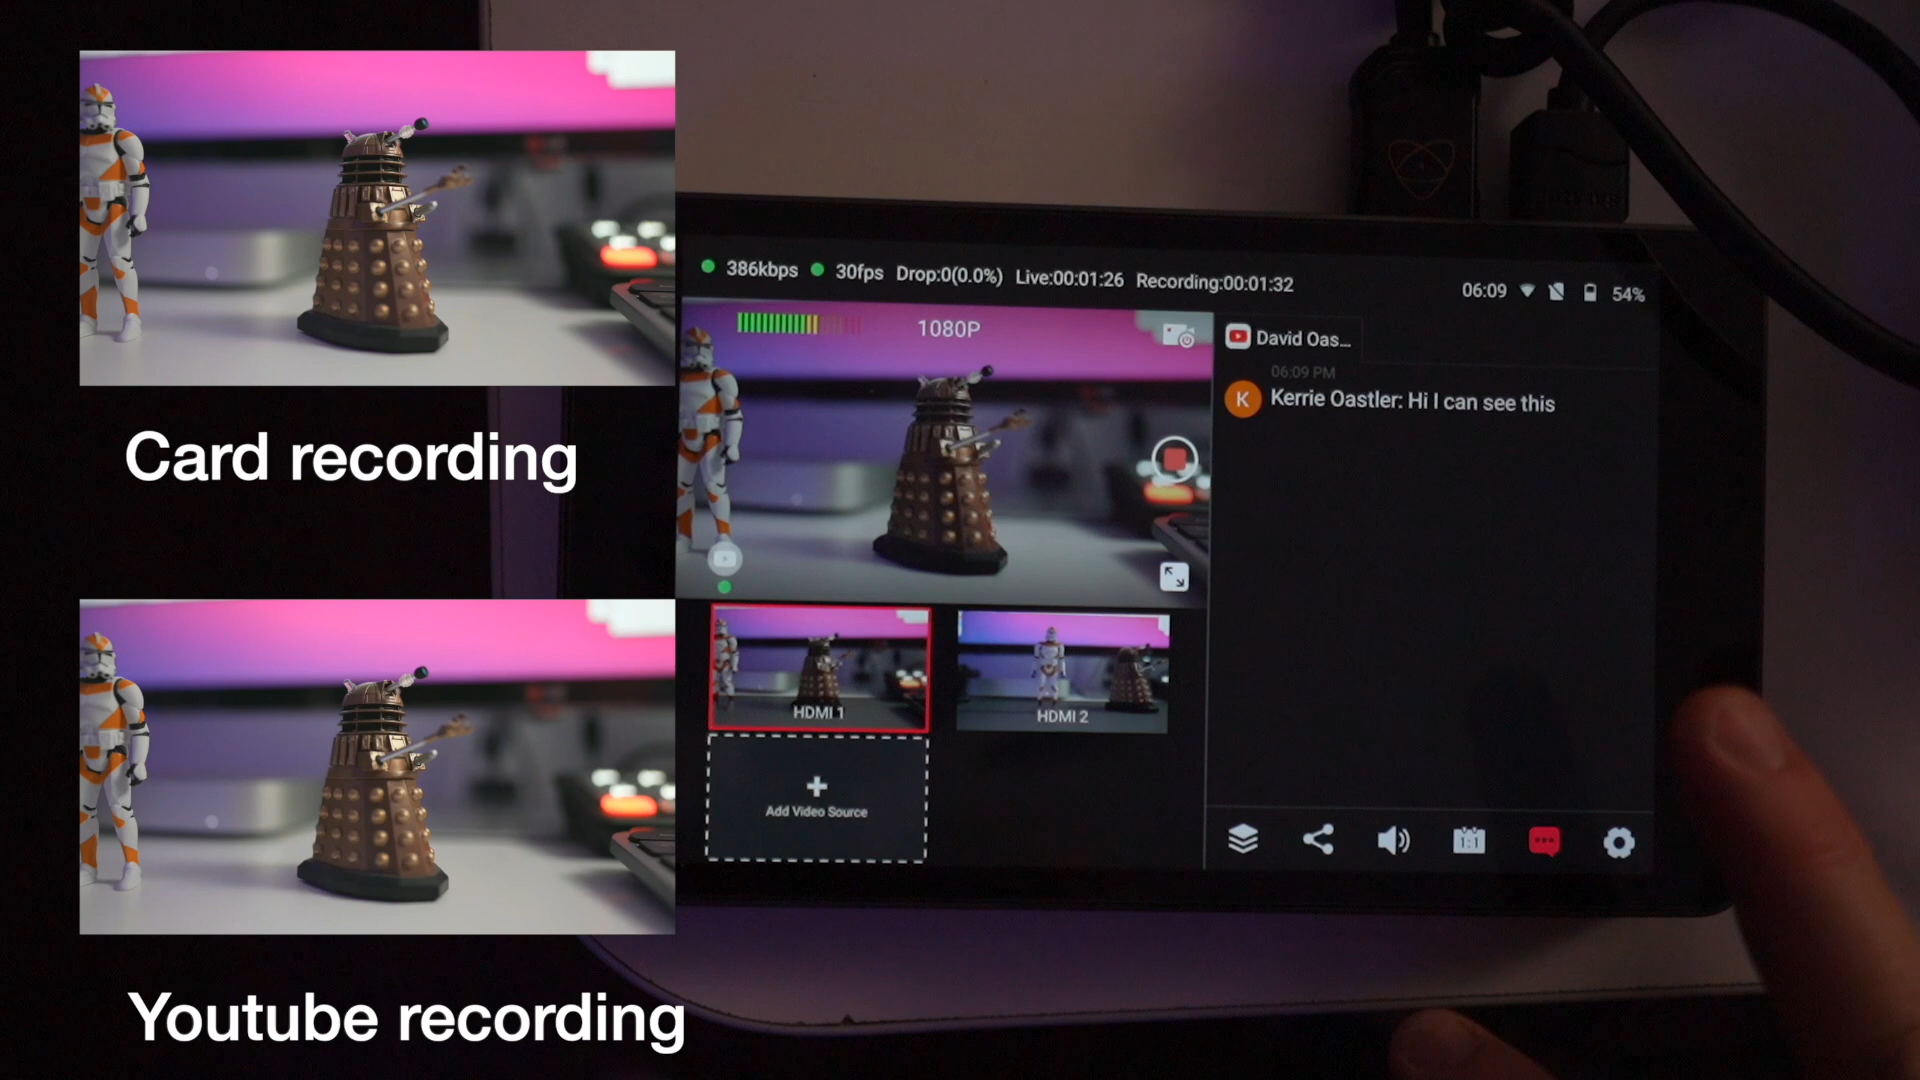 Card recording
Youtube recording
386kbps 30fps Drop:0(0.0%) Live:00:01:26 Recording:00:01:32
06:09 54%
1080P
David Oas...
06:09 PM
K
Kerrie Oastler: Hi I can see this
HDMI 1
HDMI 2
Add Video Source
1:1